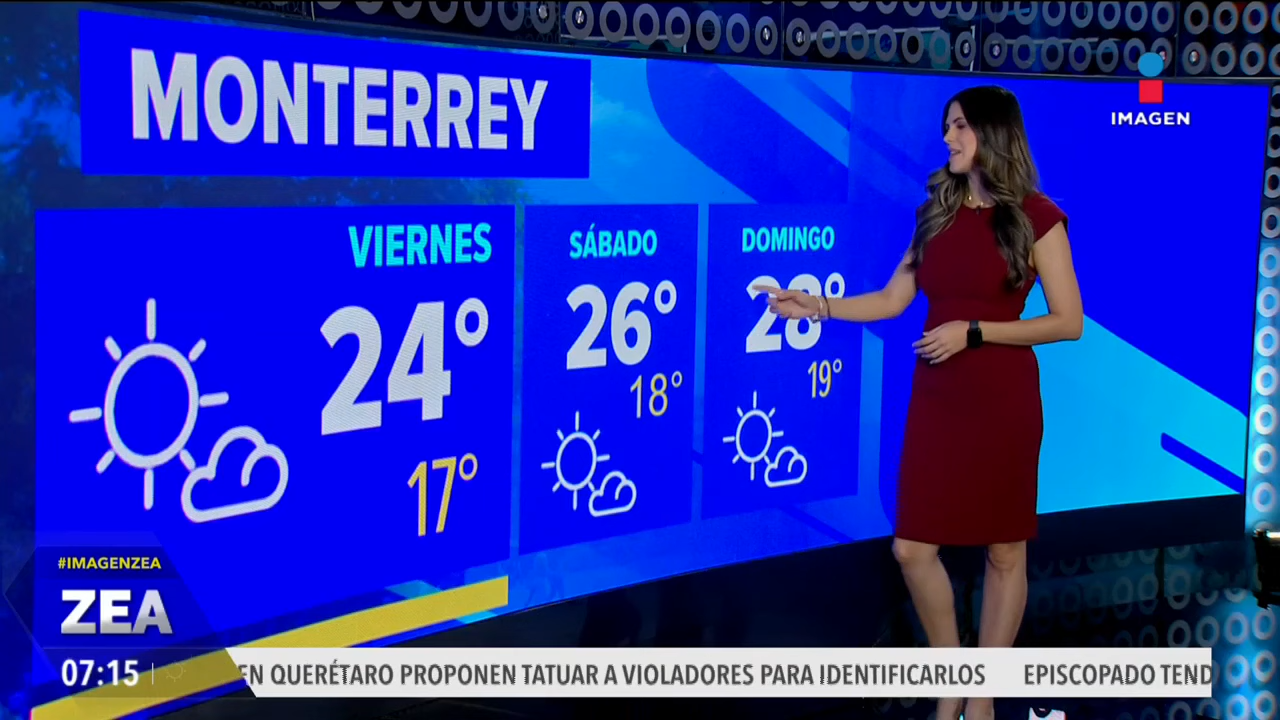 MONTERREY
IMAGEN
VIERNES
24°
17°
SÁBADO
26°
18°
DOMINGO
28°
19°
#IMAGENZEA
ZEA
07:15
EN QUERÉTARO PROPONEN TATUAR A VIOLADORES PARA IDENTIFICARLOS EPISCOPADO TEND